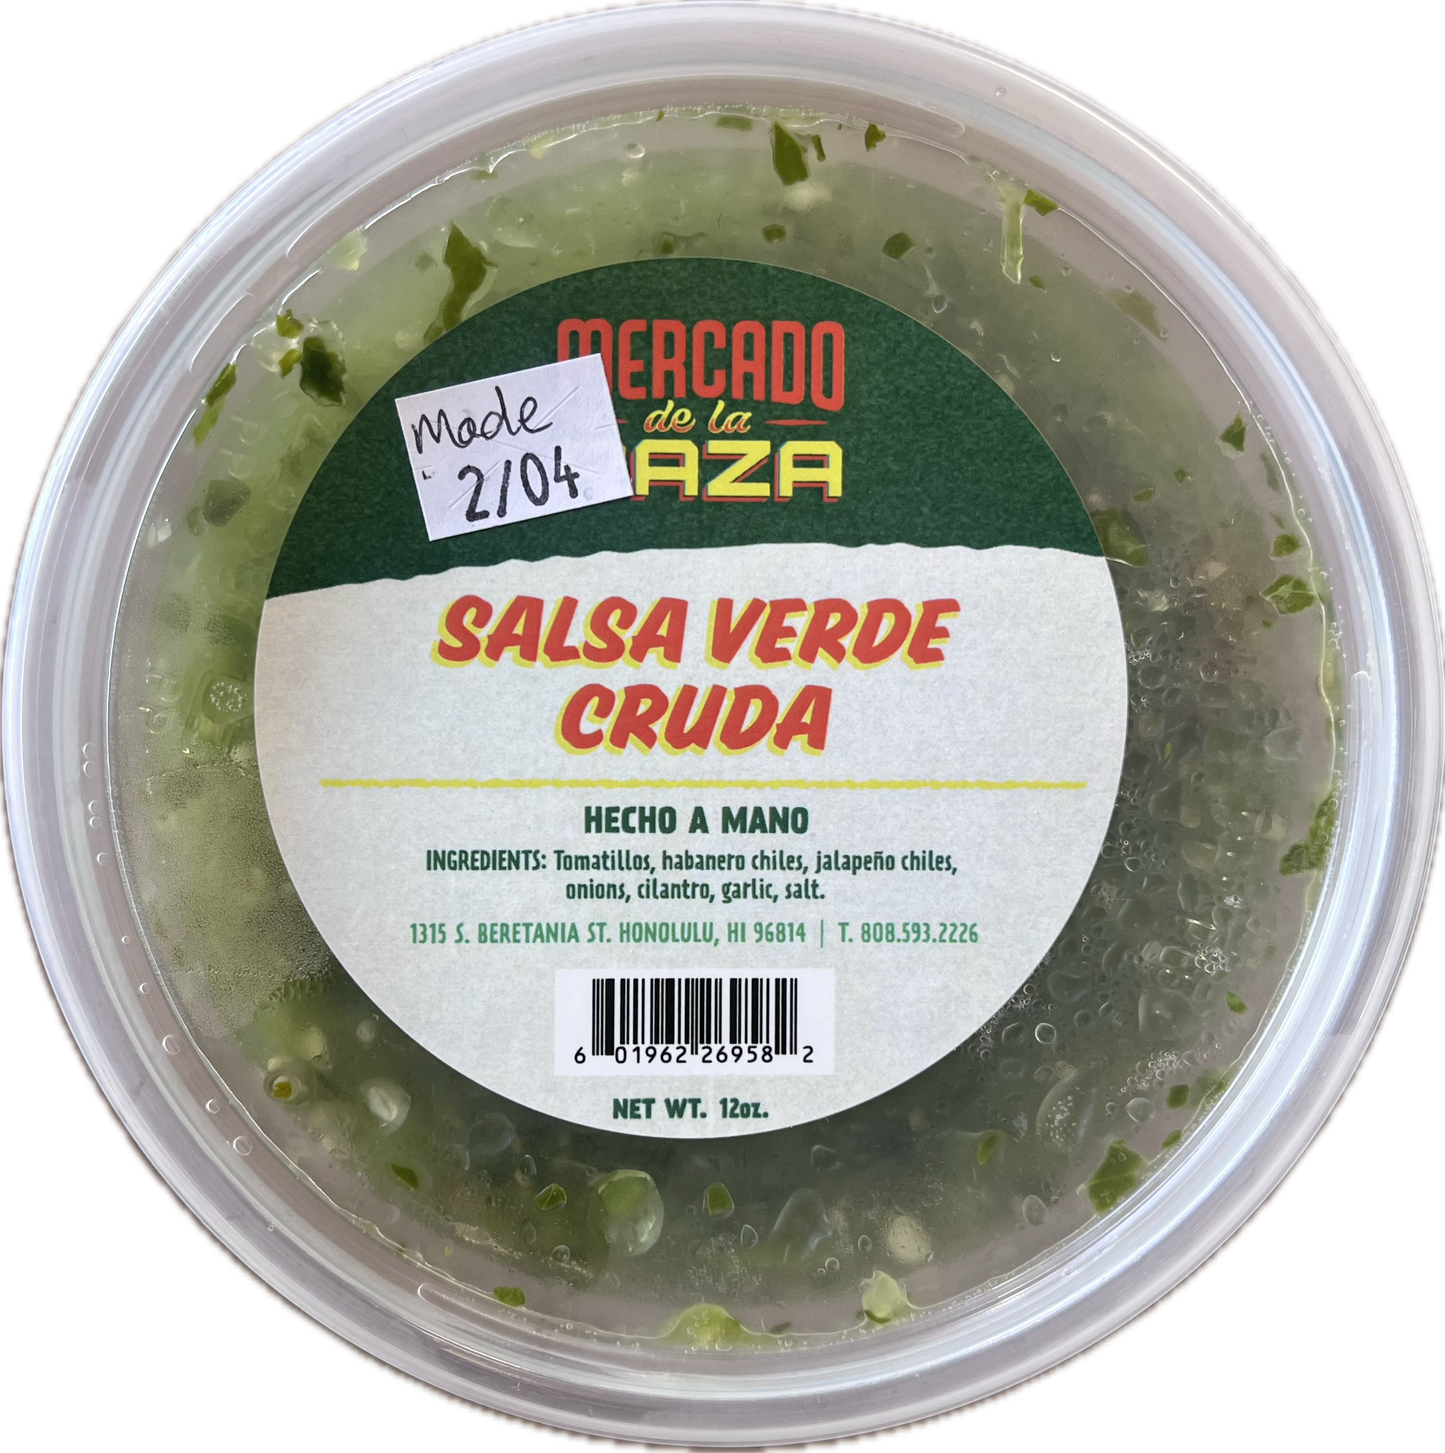 MERCADO
de la
Made
2/04
SALSA VERDE
CRUDA
HECHO A MANO
INGREDIENTS: Tomatillos, habanero chiles, jalapeño chiles,
onions, cilantro, garlic, salt.
1315 S. BERETANIA ST. HONOLULU, HI 96814 | T. 808.593.2226
6 01962 26958 2
NET WT. 12oz.